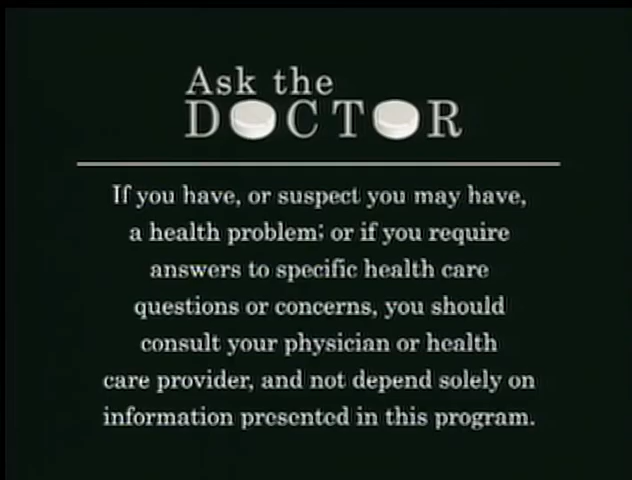 Ask the
DOCTOR
If you have, or suspect you may have,
a health problem; or if you require
answers to specific health care
questions or concerns, you should
consult your physician or health
care provider, and not depend solely on
information presented in this program.